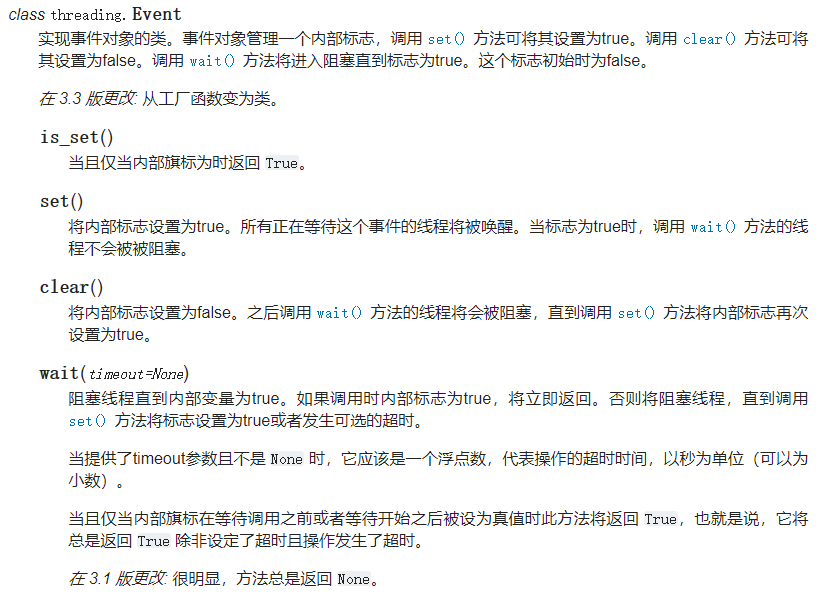 class threading. Event
实现事件对象的类。事件对象管理一个内部标志，调用 set() 方法可将其设置为true。调用 clear() 方法可将
其设置为false。调用 wait() 方法将进入阻塞直到标志为true。这个标志初始时为false。
在 3.3 版更改: 从工厂函数变为类。
is_set()
当且仅当内部旗标为时返回 True。
set()
将内部标志设置为true。所有正在等待这个事件的线程将被唤醒。当标志为true时，调用 wait() 方法的线
程不会被被阻塞。
clear()
将内部标志设置为false。之后调用 wait() 方法的线程将会被阻塞，直到调用 set() 方法将内部标志再次
设置为true。
wait(timeout=None)
阻塞线程直到内部变量为true。如果调用时内部标志为true，将立即返回。否则将阻塞线程，直到调用
set() 方法将标志设置为true或者发生可选的超时。
当提供了timeout参数且不是 None 时，它应该是一个浮点数，代表操作的超时时间，以秒为单位（可以为
小数）。
当且仅当内部旗标在等待调用之前或者等待开始之后被设为真值时此方法将返回 True，也就是说，它将
总是返回 True 除非设定了超时且操作发生了超时。
在 3.1 版更改: 很明显，方法总是返回 None。